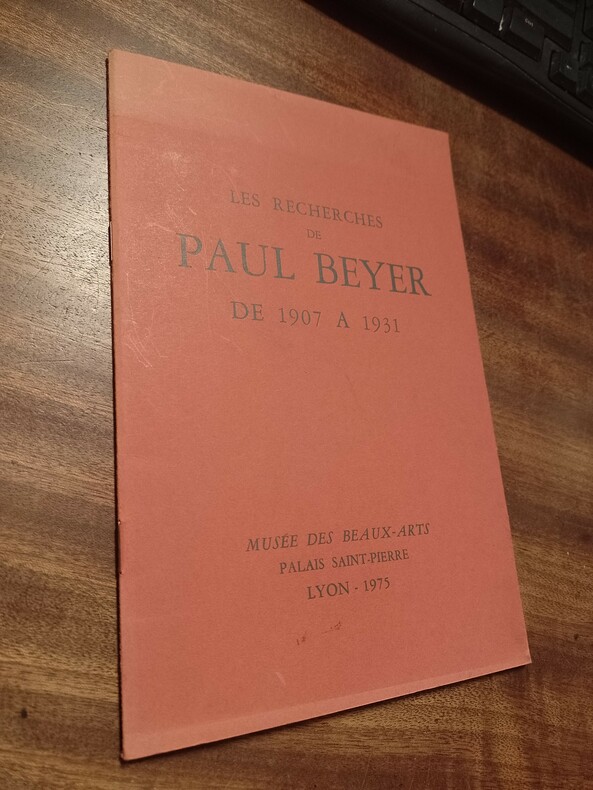 LES RECHERCHES
DE
PAUL BEYER
DE 1907 A 1931
MUSÉE DES BEAUX-ARTS
PALAIS SAINT-PIERRE
LYON - 1975